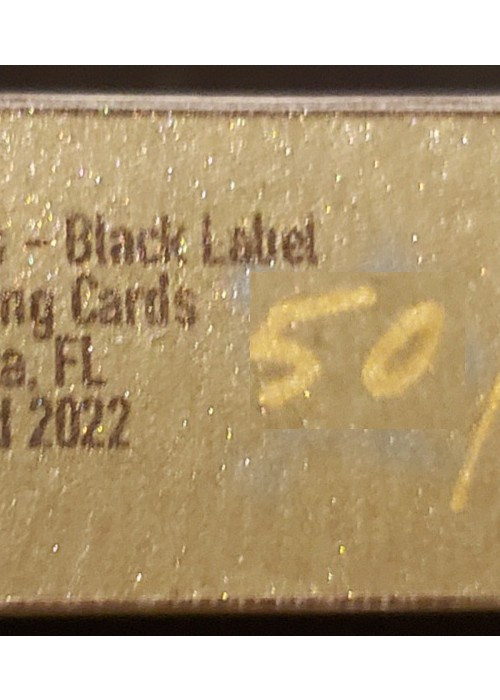 - Black Label
ng Cards
a, FL
2022
50/